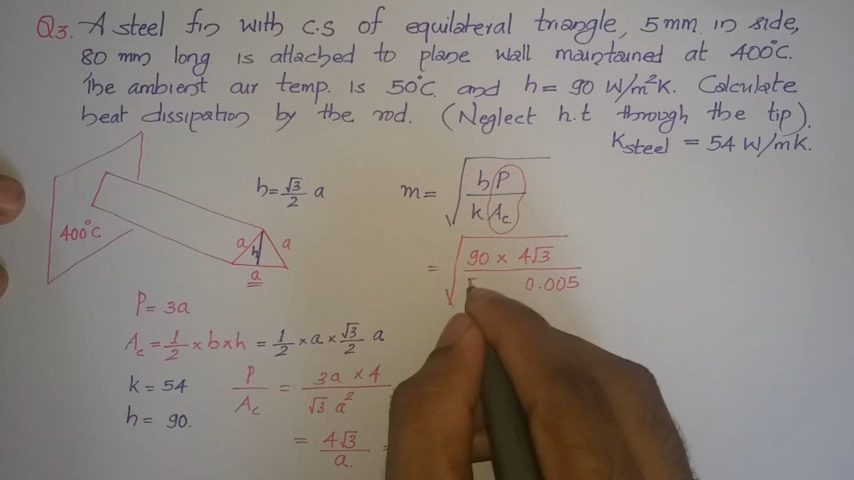 Q3. A steel fin with C.S of equilateral triangle, 5mm in side,
80 mm long is attached to plane wall maintained at 400°C.
The ambient air temp. is 50°C and h = 90 W/m²K. Calculate
heat dissipation by the rod. (Neglect h.t through the tip).
Ksteel = 54 W/mK.
400°C
a h a
a
h = √3/2 a
m = √(hP / kAc)
= √(90 × 4√3 / 5 0.005)
P = 3a
Ac = 1/2 × b × h = 1/2 × a × √3/2 a
k = 54
h = 90.
P/Ac = 3a × 4 / √3 a²
= 4√3 / a. =